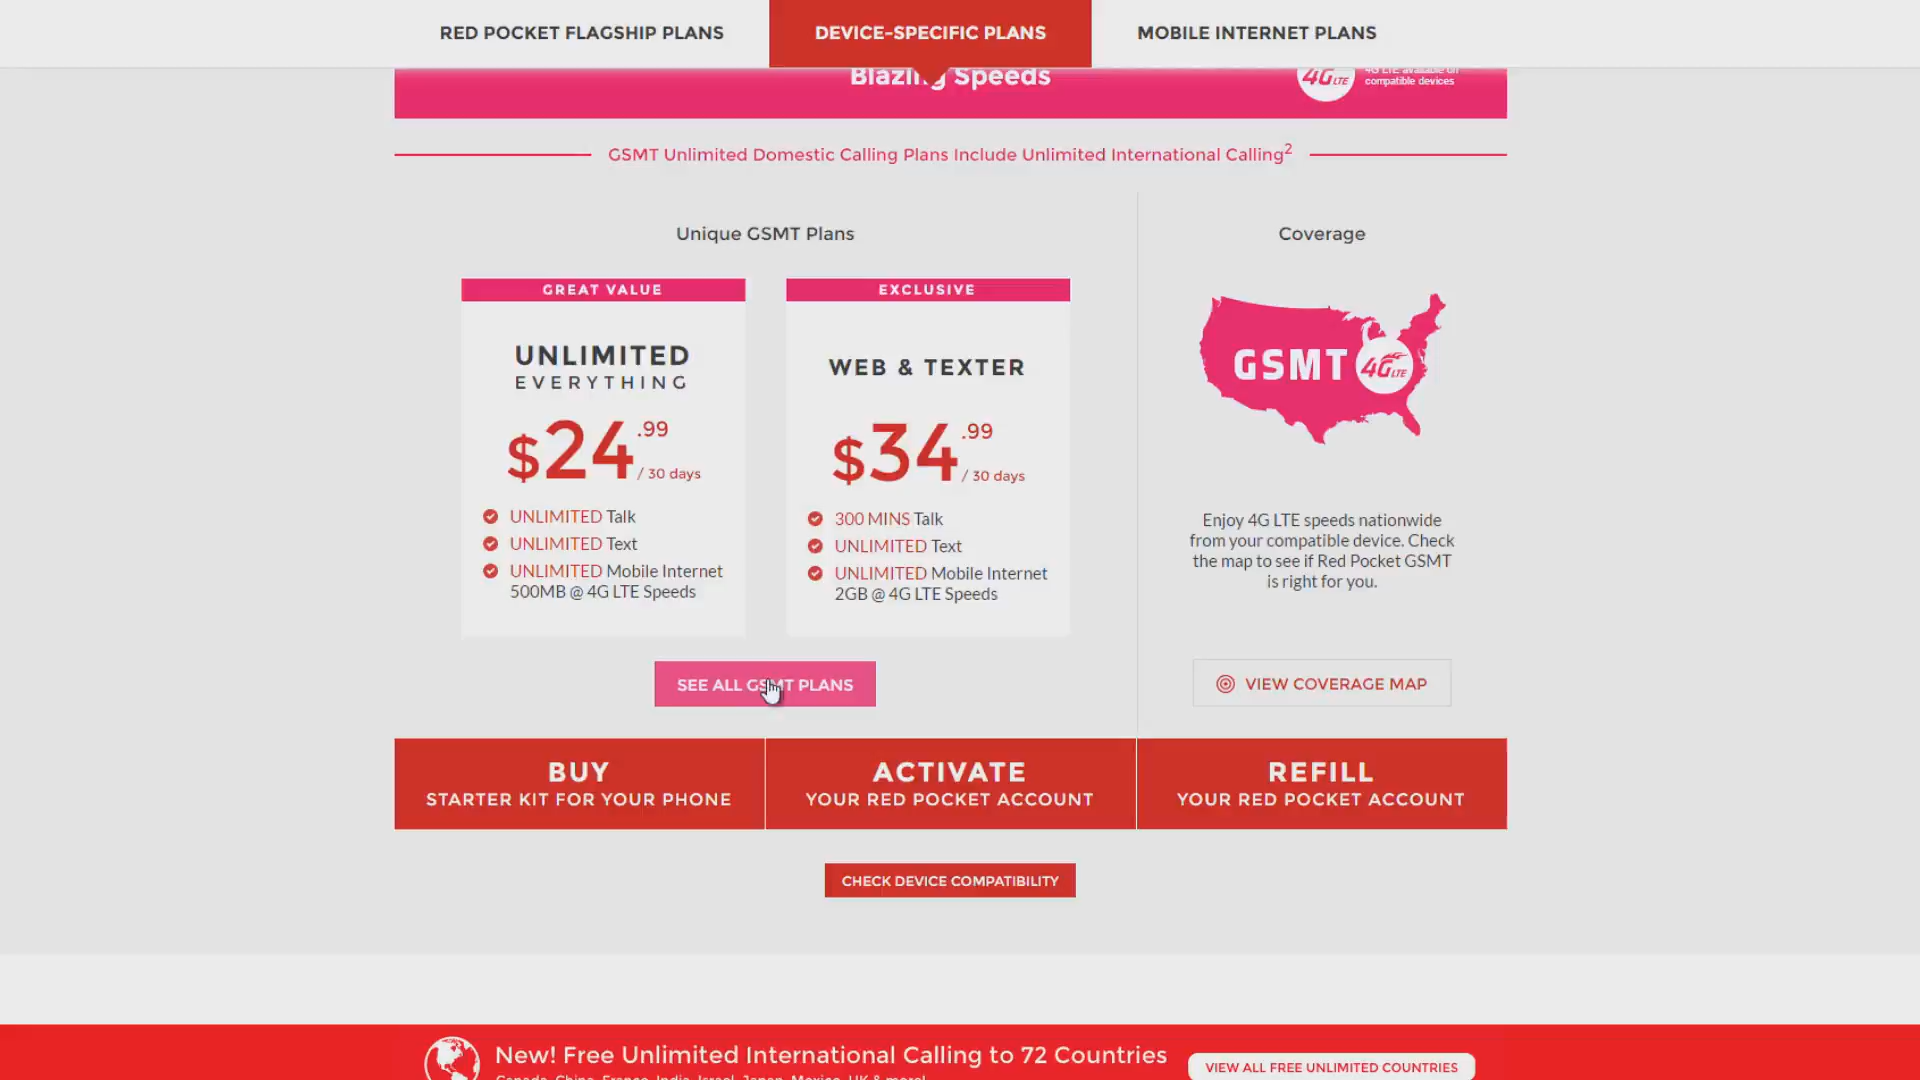 RED POCKET FLAGSHIP PLANS
DEVICE-SPECIFIC PLANS
MOBILE INTERNET PLANS
Blazing Speeds
4G LTE
4G LTE available on
compatible devices
GSMT Unlimited Domestic Calling Plans Include Unlimited International Calling2
Unique GSMT Plans
GREAT VALUE
UNLIMITED
EVERYTHING
$24.99
/ 30 days
UNLIMITED Talk
UNLIMITED Text
UNLIMITED Mobile Internet
500MB @ 4G LTE Speeds
EXCLUSIVE
WEB & TEXTER
$34.99
/ 30 days
300 MINS Talk
UNLIMITED Text
UNLIMITED Mobile Internet
2GB @ 4G LTE Speeds
SEE ALL GSMT PLANS
Coverage
GSMT 4G LTE
Enjoy 4G LTE speeds nationwide
from your compatible device. Check
the map to see if Red Pocket GSMT
is right for you.
VIEW COVERAGE MAP
BUY
STARTER KIT FOR YOUR PHONE
ACTIVATE
YOUR RED POCKET ACCOUNT
REFILL
YOUR RED POCKET ACCOUNT
CHECK DEVICE COMPATIBILITY
New! Free Unlimited International Calling to 72 Countries
Canada, China, France, India, Israel, Japan, Mexico, UK & more!
VIEW ALL FREE UNLIMITED COUNTRIES